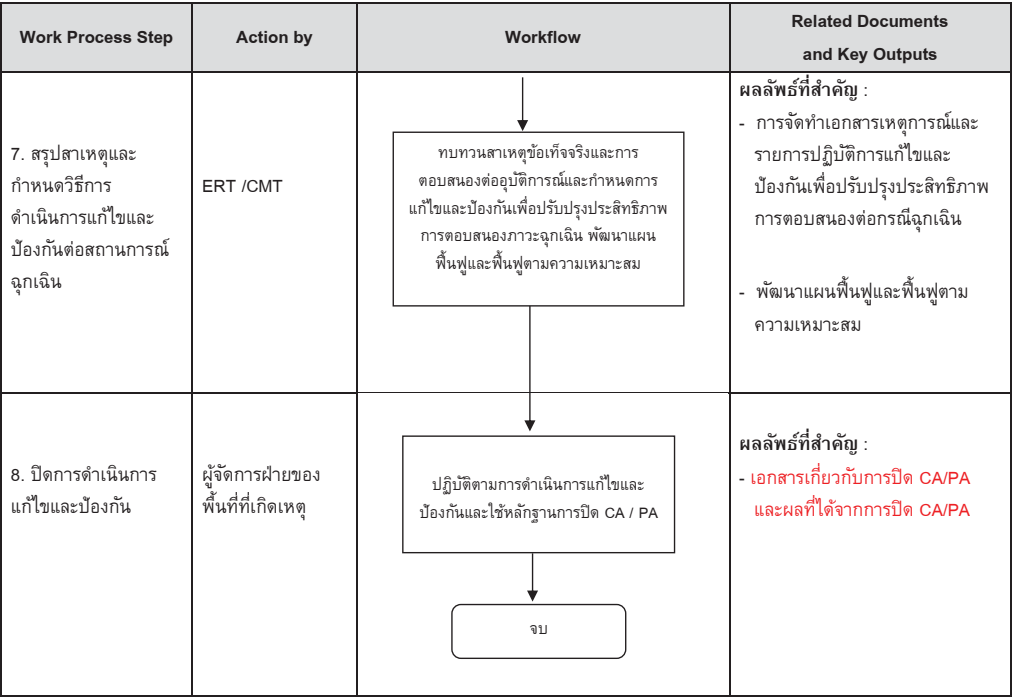 Work Process Step
Action by
Workflow
Related Documents
and Key Outputs
7. สรุปสาเหตุและ
กำหนดวิธีการ
ดำเนินการแก้ไขและ
ป้องกันต่อสถานการณ์
ฉุกเฉิน
ERT /CMT
ทบทวนสาเหตุข้อเท็จจริงและการ
ตอบสนองต่ออุบัติการณ์และกำหนดการ
แก้ไขและป้องกันเพื่อปรับปรุงประสิทธิภาพ
การตอบสนองภาวะฉุกเฉิน พัฒนาแผน
ฟื้นฟูและฟื้นฟูตามความเหมาะสม
ผลลัพธ์ที่สำคัญ :
- การจัดทำเอกสารเหตุการณ์และ
รายการปฏิบัติการแก้ไขและ
ป้องกันเพื่อปรับปรุงประสิทธิภาพ
การตอบสนองต่อกรณีฉุกเฉิน
- พัฒนาแผนฟื้นฟูและฟื้นฟูตาม
ความเหมาะสม
8. ปิดการดำเนินการ
แก้ไขและป้องกัน
ผู้จัดการฝ่ายของ
พื้นที่ที่เกิดเหตุ
ปฏิบัติตามการดำเนินการแก้ไขและ
ป้องกันและใช้หลักฐานการปิด CA / PA
จบ
ผลลัพธ์ที่สำคัญ :
- เอกสารเกี่ยวกับการปิด CA/PA
และผลที่ได้จากการปิด CA/PA